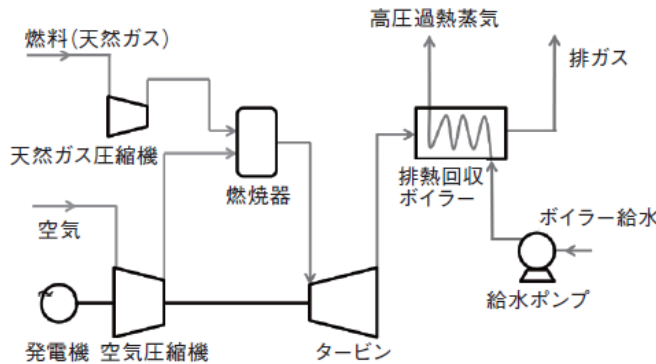 高圧過熱蒸気
燃料(天然ガス)
排ガス
天然ガス圧縮機
燃焼器
排熱回収
ボイラー
空気
ボイラー給水
給水ポンプ
発電機
空気圧縮機
タービン
~